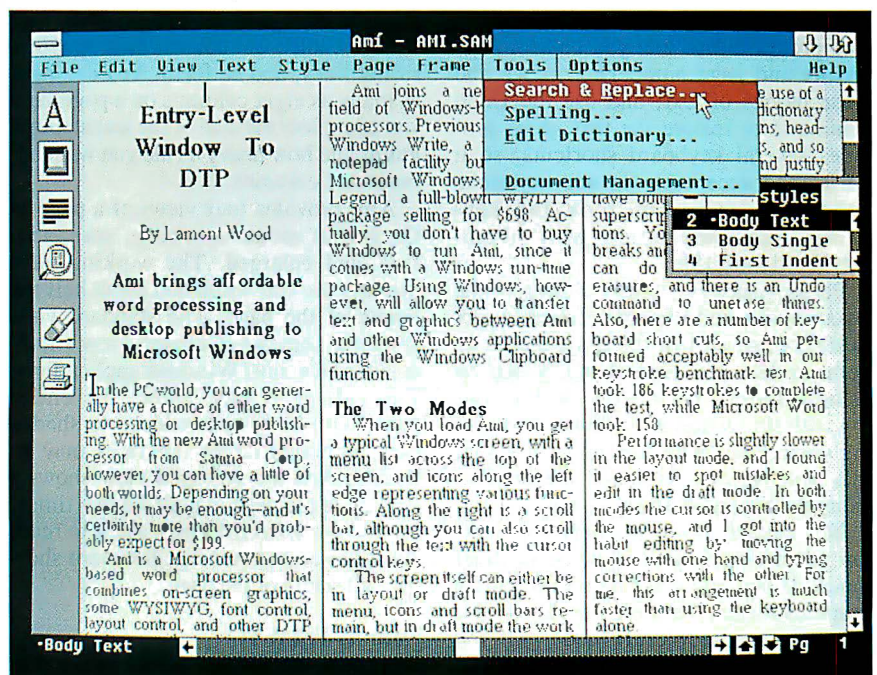 Amí - AMI.SAM
File Edit View Text Style Page Frame Tools Options Help
Search & Replace...
Spelling...
Edit Dictionary...
Document Management...
styles
2 •Body Text
3 Body Single
4 First Indent
A
Entry-Level
Window To
DTP
By Lamont Wood
Ami brings affordable
word processing and
desktop publishing to
Microsoft Windows
In the PC world, you can gener-
ally have a choice of either word
processing or desktop publish-
ing. With the new Ami word pro-
cessor from Samna Corp.,
however, you can have a little of
both worlds. Depending on your
needs, it may be enough—and it's
certainly more than you'd prob-
ably expect for $199.
Ami is a Microsoft Windows-
based word processor that
combines on-screen graphics,
some WYSIWYG, font control,
layout control, and other DTP
Ami joins a ne
field of Windows-b
processors. Previous
Windows Write, a
notepad facility bu
Microsoft Windows,
Legend, a full-blown WP/DTP
package selling for $698. Ac-
tually, you don't have to buy
Windows to run Ami, since it
comes with a Windows run-time
package. Using Windows, how-
ever, will allow you to transfer
text and graphics between Ami
and other Windows applications
using the Windows Clipboard
function.
The Two Modes
When you load Ami, you get
a typical Windows screen, with a
menu list across the top of the
screen, and icons along the left
edge representing various func-
tions. Along the right is a scroll
bar, although you can also scroll
through the text with the cursor
control keys.
The screen itself can either be
in layout or draft mode. The
menu, icons and scroll bars re-
main, but in draft mode the work
e use of a
dictionary
ns, head-
s, and so
nd justify
have
superscrip
tions. Yo
breaks an
can do
erasures, and there is an Undo
command to unerase things.
Also, there are a number of key-
board short cuts, so Ami per-
formed acceptably well in our
keystroke benchmark test. Ami
took 186 keystrokes to complete
the test, while Microsoft Word
took 158.
Performance is slightly slower
in the layout mode, and I found
it easier to spot mistakes and
edit in the draft mode. In both
modes the cursor is controlled by
the mouse, and I got into the
habit editing by moving the
mouse with one hand and typing
corrections with the other. For
me, this arrangement is much
faster than using the keyboard
alone.
•Body Text
Pg 1